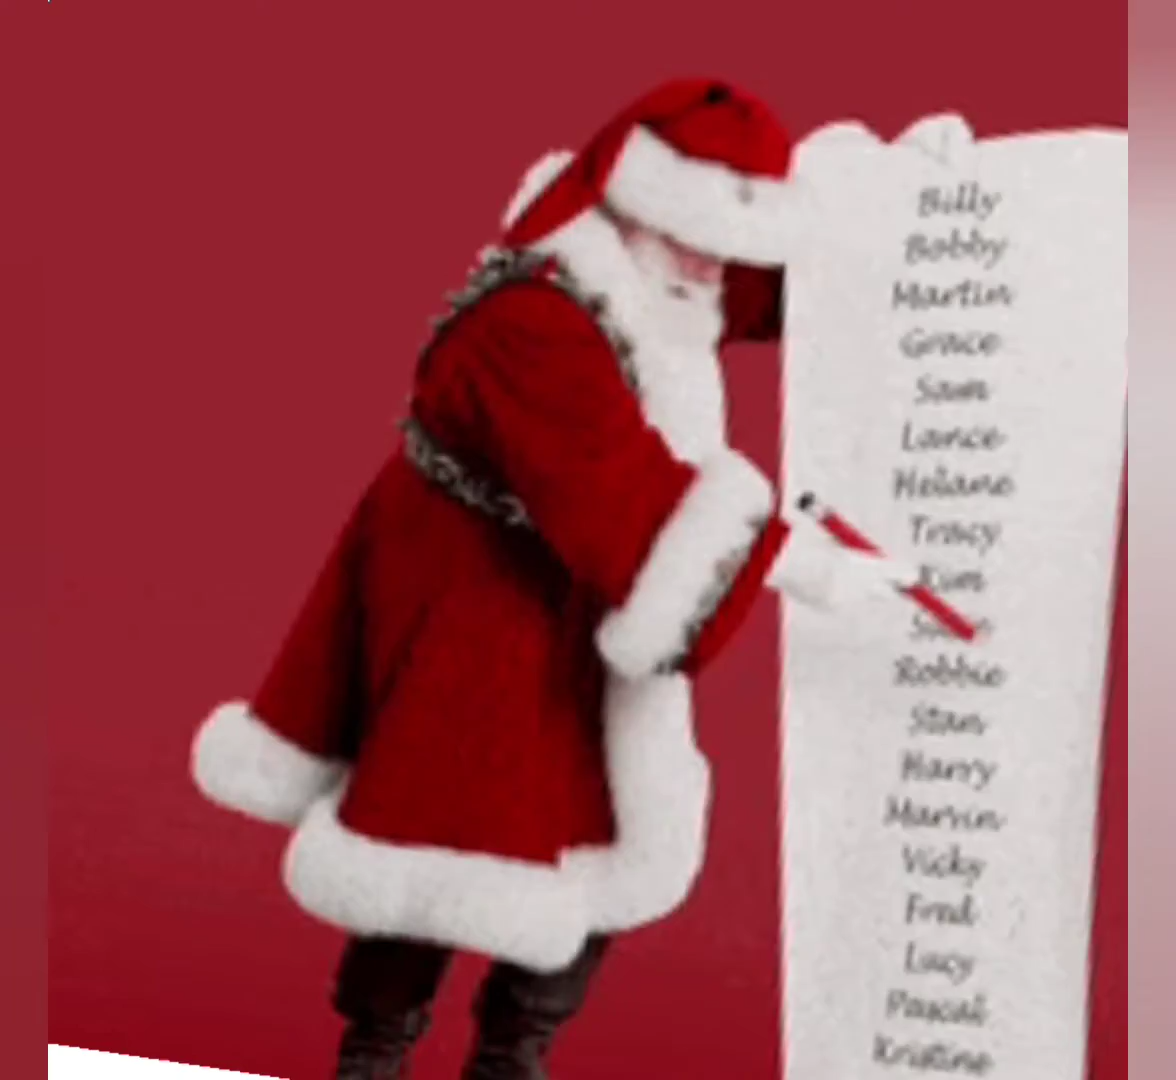 Billy
Bobby
Martin
Grace
Sam
Lance
Helane
Tracy
Kim
Robbie
Stan
Harry
Marvin
Vicky
Fred
Lucy
Pascal
Kristine